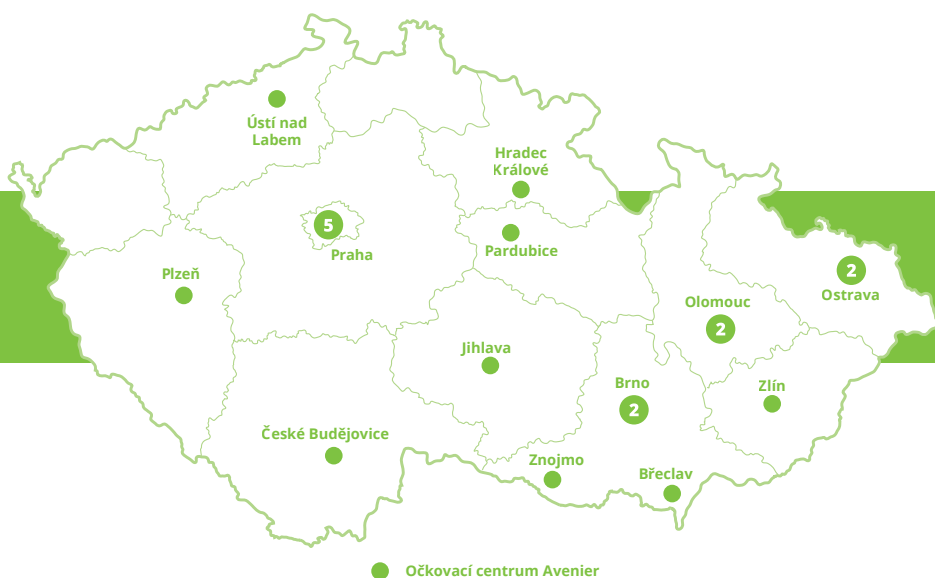 Ústí nad
Labem
Hradec
Králové
5
Praha
Pardubice
Plzeň
2
Ostrava
Olomouc
2
Jihlava
Brno
2
Zlín
České Budějovice
Znojmo
Břeclav
Očkovací centrum Avenier